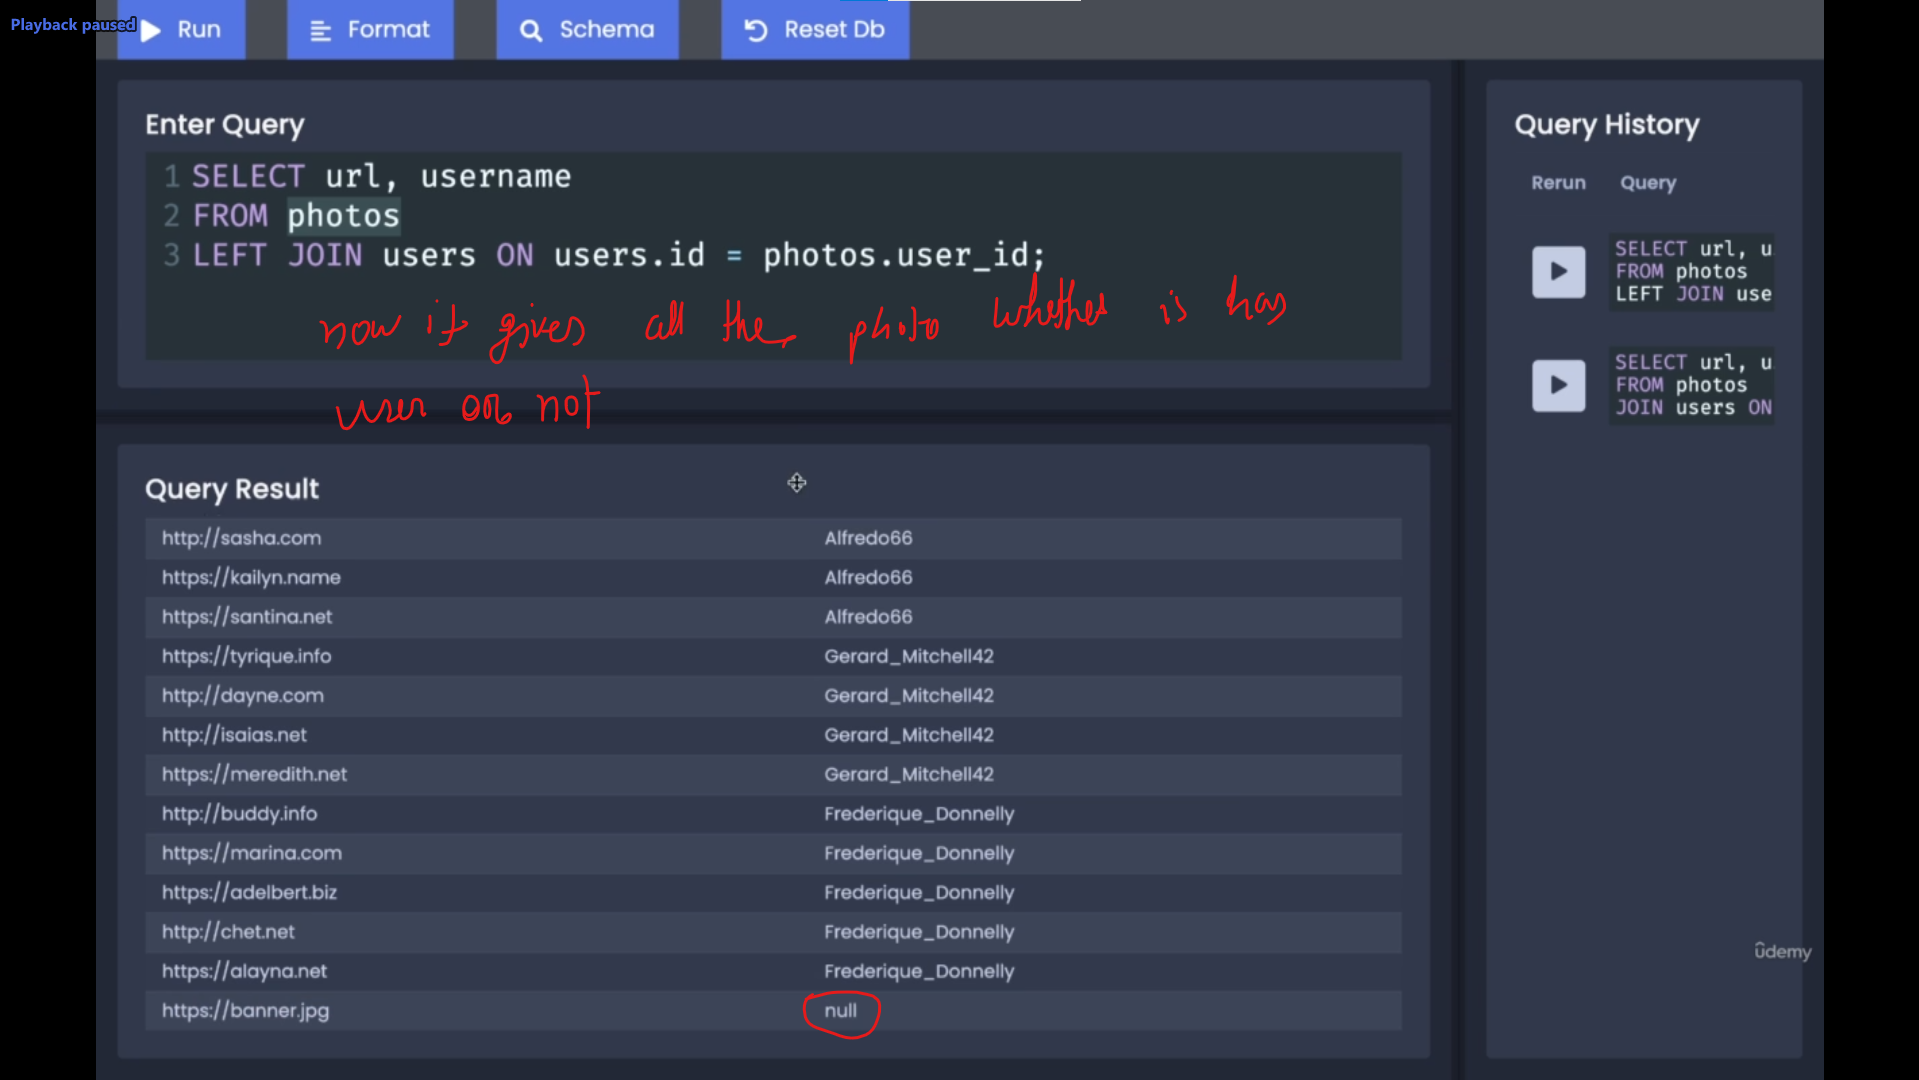 Playback paused
Run Format Schema Reset Db
Enter Query
1 SELECT url, username
2 FROM photos
3 LEFT JOIN users ON users.id = photos.user_id;
now it gives all the photo whether is has
user or not
Query Result
http://sasha.com Alfredo66
https://kailyn.name Alfredo66
https://santina.net Alfredo66
https://tyrique.info Gerard_Mitchell42
http://dayne.com Gerard_Mitchell42
http://isaias.net Gerard_Mitchell42
https://meredith.net Gerard_Mitchell42
http://buddy.info Frederique_Donnelly
https://marina.com Frederique_Donnelly
https://adelbert.biz Frederique_Donnelly
http://chet.net Frederique_Donnelly
https://alayna.net Frederique_Donnelly
https://banner.jpg null
Query History
Rerun Query
SELECT url, u
FROM photos
LEFT JOIN use
SELECT url, u
FROM photos
JOIN users ON
ûdemy